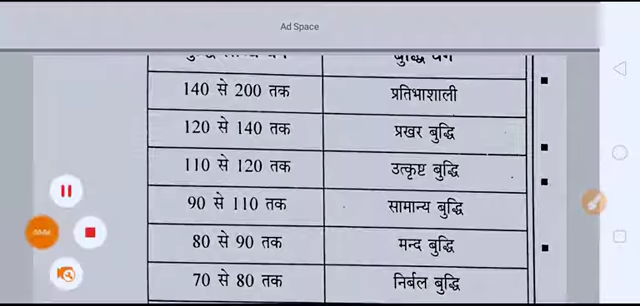 Ad Space
140 से 200 तक प्रतिभाशाली
120 से 140 तक प्रखर बुद्धि
110 से 120 तक उत्कृष्ट बुद्धि
90 से 110 तक सामान्य बुद्धि
80 से 90 तक मन्द बुद्धि
70 से 80 तक निर्बल बुद्धि